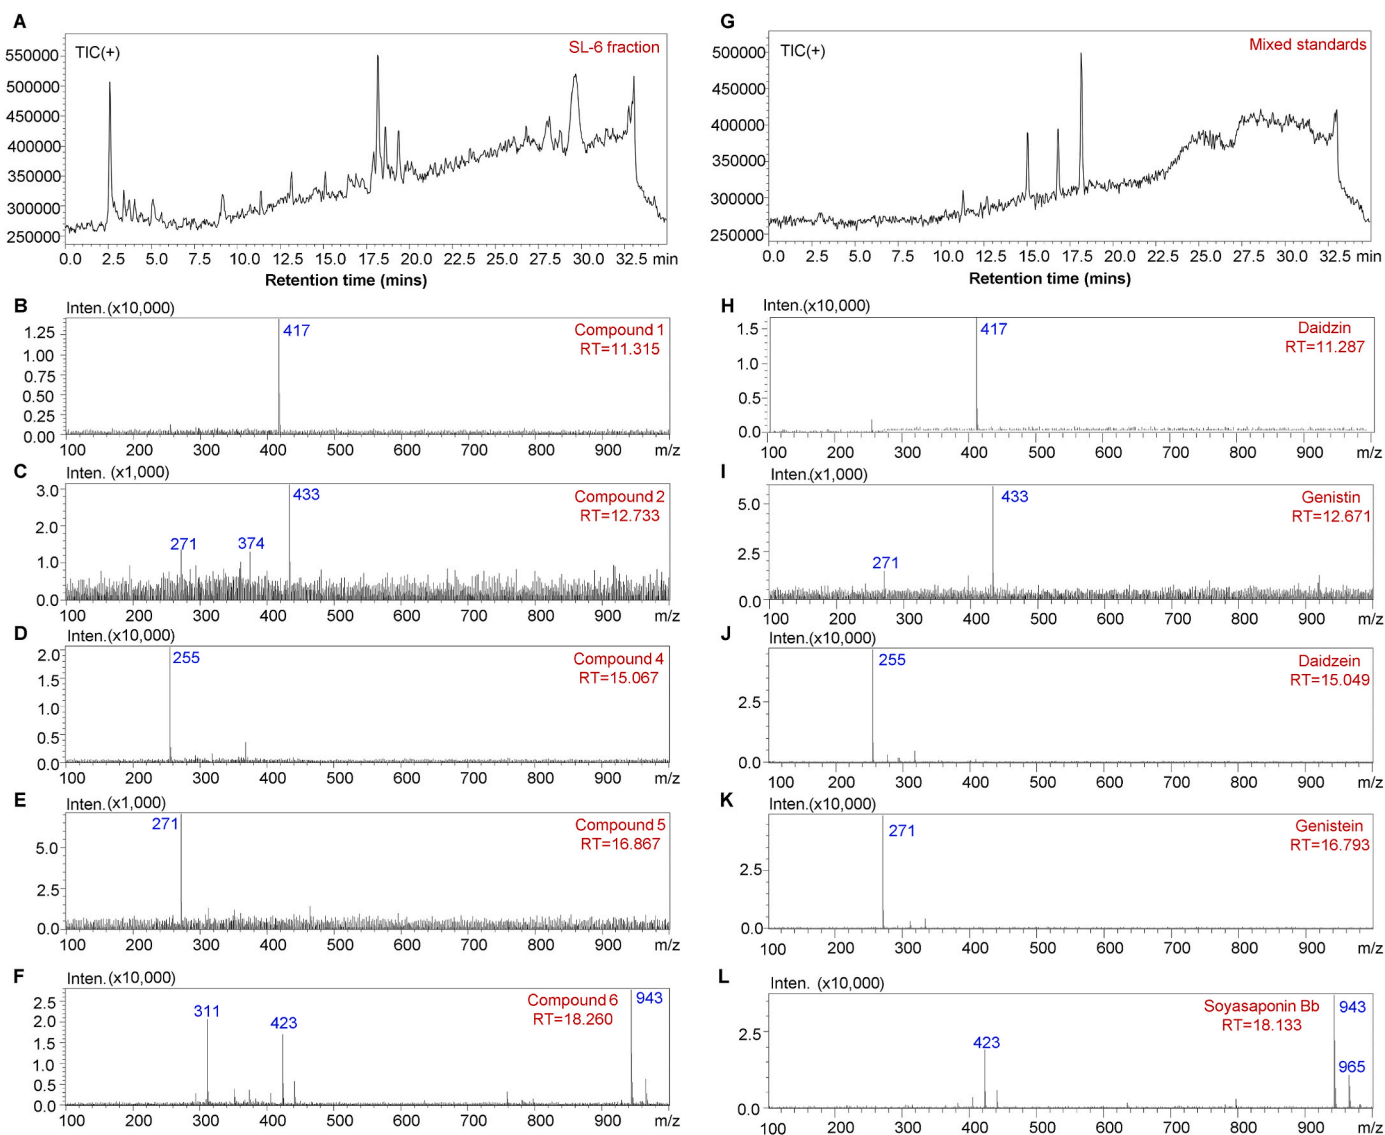 A
TIC(+)
SL-6 fraction
550000
500000
450000
400000
350000
300000
250000
0.0 2.5 5.0 7.5 10.0 12.5 15.0 17.5 20.0 22.5 25.0 27.5 30.0 32.5 min
Retention time (mins)
B
Inten.(x10,000)
417
Compound 1
RT=11.315
1.25
1.00
0.75
0.50
0.25
0.00
100 200 300 400 500 600 700 800 900 m/z
C
Inten. (x1,000)
433
Compound 2
RT=12.733
271
374
3.0
2.0
1.0
0.0
100 200 300 400 500 600 700 800 900 m/z
D
Inten.(x10,000)
255
Compound 4
RT=15.067
2.0
1.5
1.0
0.5
0.0
100 200 300 400 500 600 700 800 900 m/z
E
Inten.(x1,000)
271
Compound 5
RT=16.867
5.0
2.5
0.0
100 200 300 400 500 600 700 800 900 m/z
F
Inten.(x10,000)
311
423
Compound 6
RT=18.260
943
2.5
2.0
1.5
1.0
0.5
0.0
100 200 300 400 500 600 700 800 900 m/z
G
TIC(+)
Mixed standards
500000
450000
400000
350000
300000
250000
0.0 2.5 5.0 7.5 10.0 12.5 15.0 17.5 20.0 22.5 25.0 27.5 30.0 32.5 min
Retention time (mins)
H
Inten.(x10,000)
417
Daidzin
RT=11.287
1.5
1.0
0.5
0.0
100 200 300 400 500 600 700 800 900 m/z
I
Inten.(x1,000)
433
Genistin
RT=12.671
271
5.0
2.5
0.0
100 200 300 400 500 600 700 800 900 m/z
J
Inten.(x10,000)
255
Daidzein
RT=15.049
2.5
0.0
100 200 300 400 500 600 700 800 900 m/z
K
Inten.(x10,000)
271
Genistein
RT=16.793
2.5
0.0
100 200 300 400 500 600 700 800 900 m/z
L
Inten. (x10,000)
423
Soyasaponin Bb
RT=18.133
943
965
2.5
0.0
100 200 300 400 500 600 700 800 900 m/z